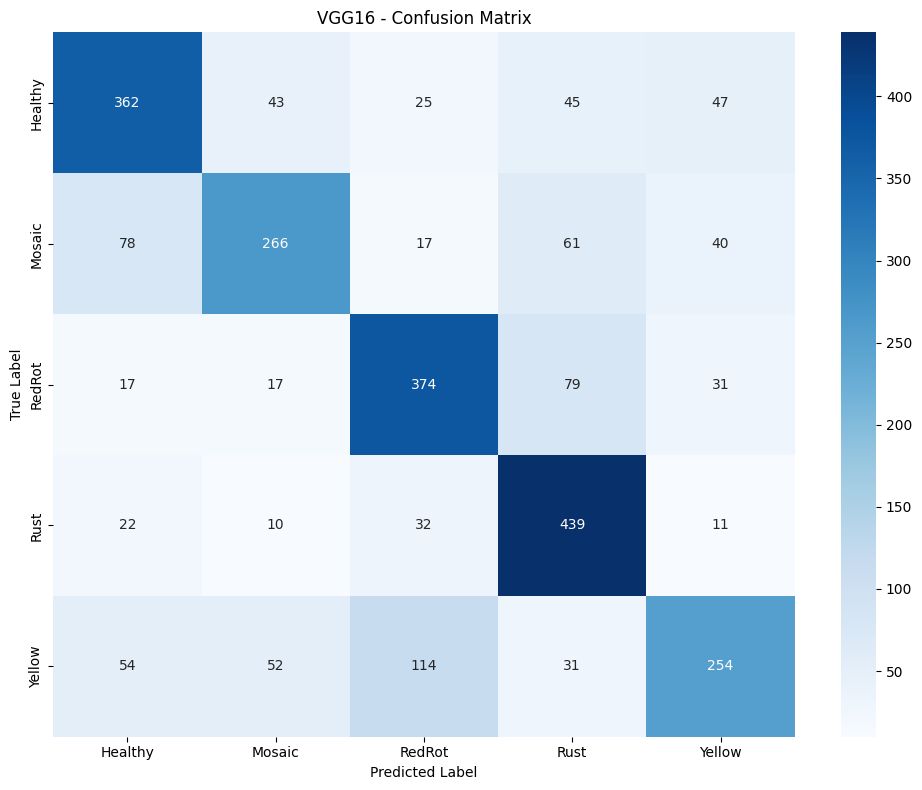 VGG16 - Confusion Matrix
Healthy 362 43 25 45 47
Mosaic 78 266 17 61 40
RedRot 17 17 374 79 31
Rust 22 10 32 439 11
Yellow 54 52 114 31 254
True Label
Healthy Mosaic RedRot Rust Yellow
Predicted Label
400
350
300
250
200
150
100
50